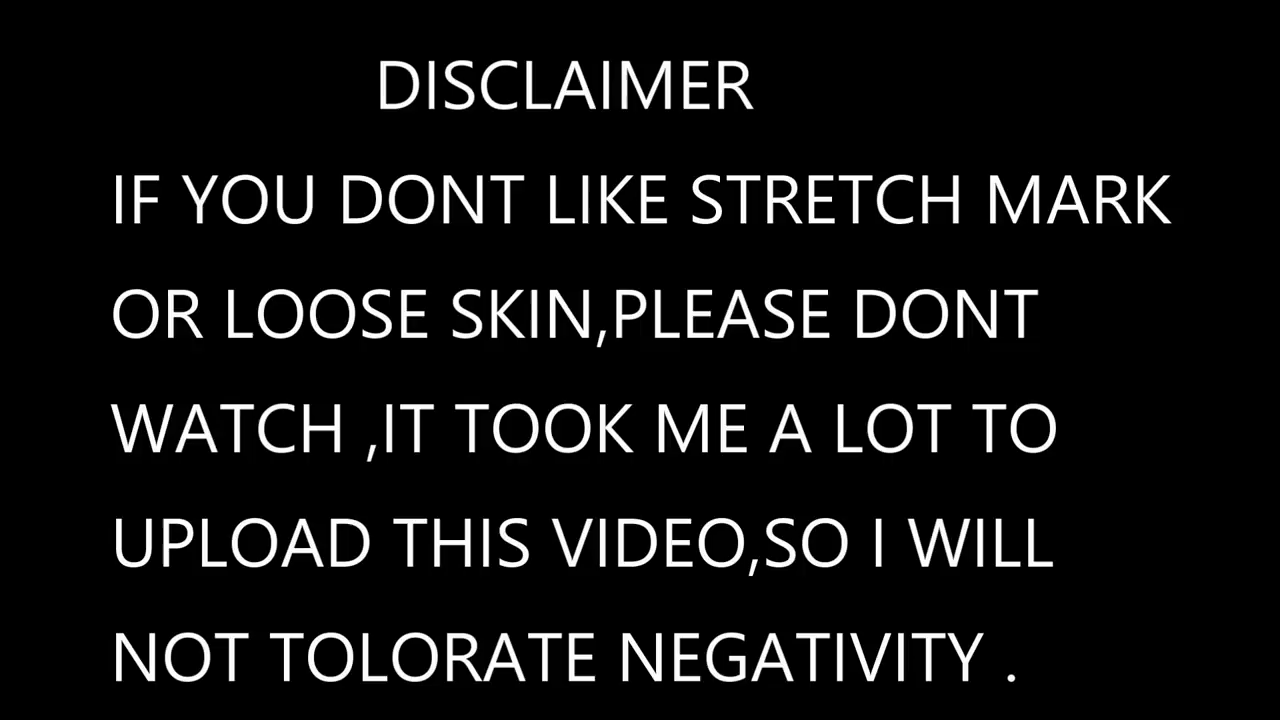 DISCLAIMER
IF YOU DONT LIKE STRETCH MARK
OR LOOSE SKIN,PLEASE DONT
WATCH ,IT TOOK ME A LOT TO
UPLOAD THIS VIDEO,SO I WILL
NOT TOLORATE NEGATIVITY .